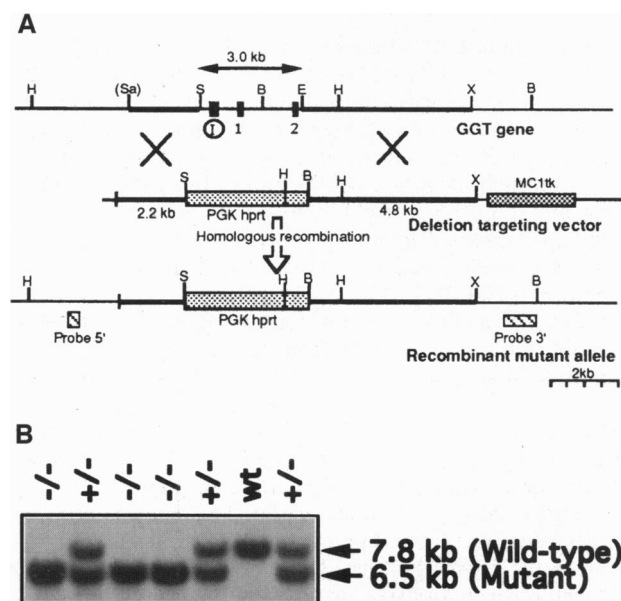 A
3.0 kb
H (Sa) S B E H X B
I 1 2 GGT gene
S H B H X MC1tk
2.2 kb PGK hprt 4.8 kb Deletion targeting vector
Homologous recombination
H S H B H X B
Probe 5' PGK hprt Probe 3'
Recombinant mutant allele
2kb
B
-/- +/- -/- -/- +/- wt +/-
7.8 kb (Wild-type)
6.5 kb (Mutant)